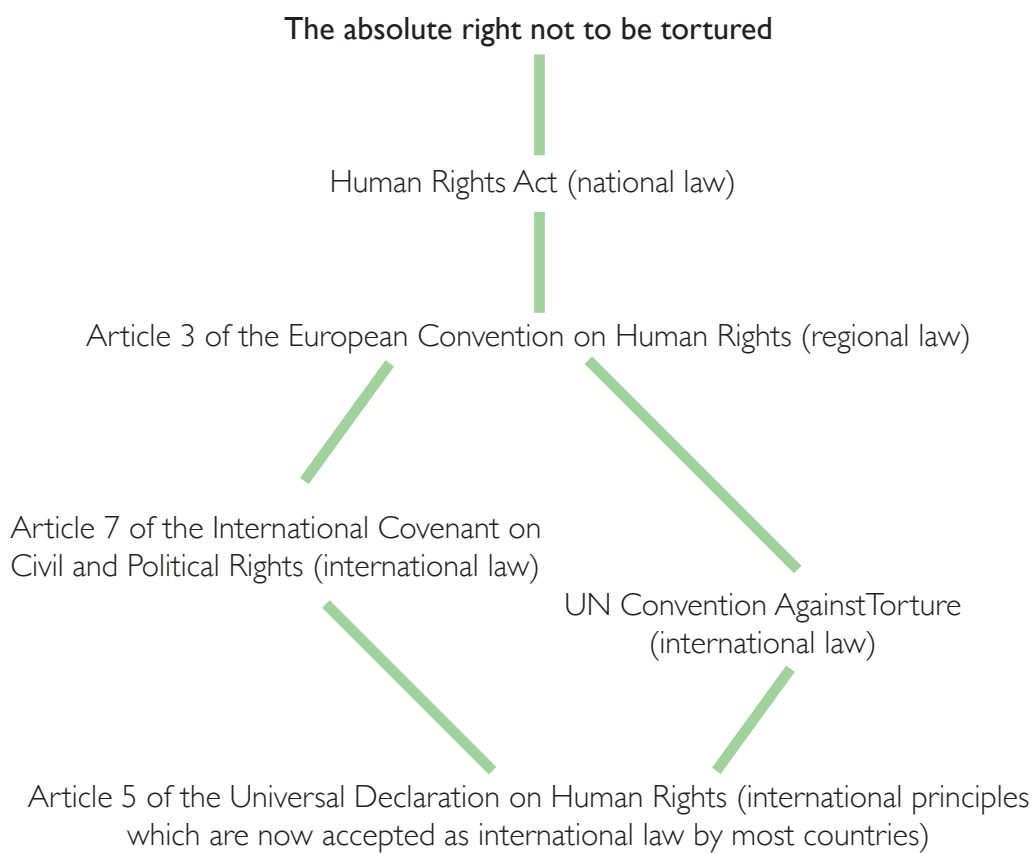 The absolute right not to be tortured
Human Rights Act (national law)
Article 3 of the European Convention on Human Rights (regional law)
Article 7 of the International Covenant on
Civil and Political Rights (international law)
UN Convention AgainstTorture
(international law)
Article 5 of the Universal Declaration on Human Rights (international principles
which are now accepted as international law by most countries)